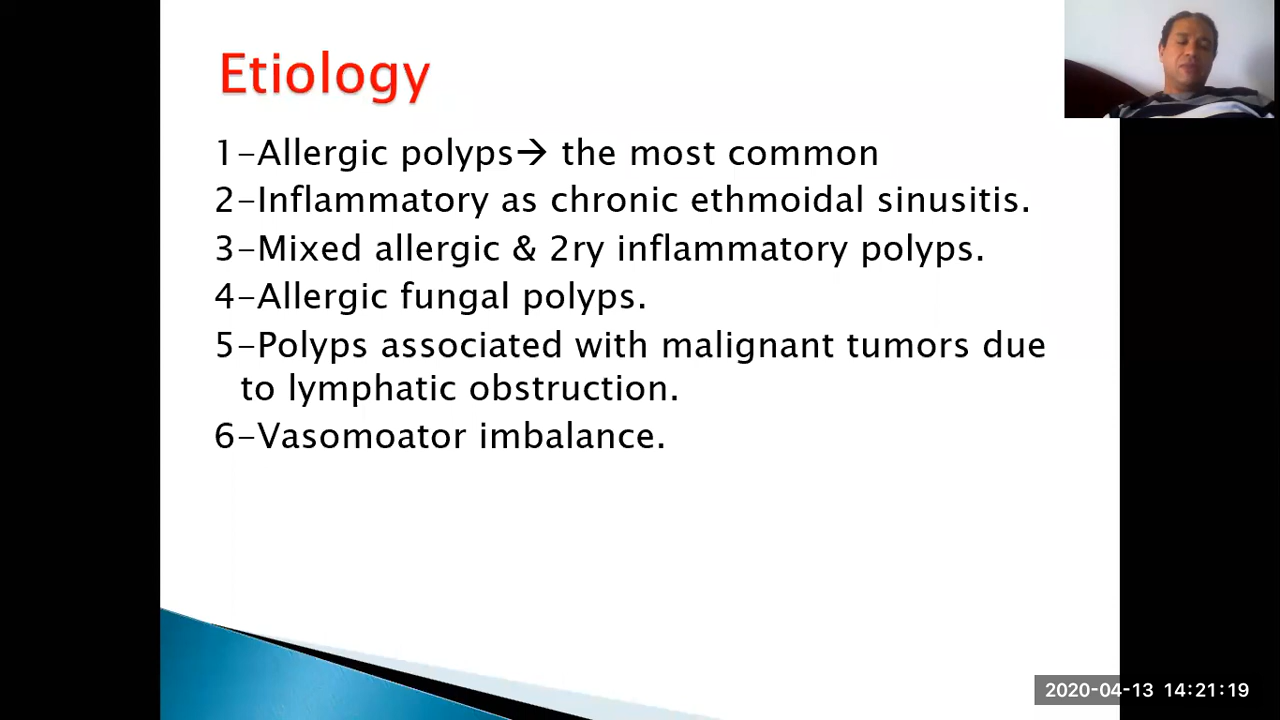 Etiology
1-Allergic polyps→ the most common
2-Inflammatory as chronic ethmoidal sinusitis.
3-Mixed allergic & 2ry inflammatory polyps.
4-Allergic fungal polyps.
5-Polyps associated with malignant tumors due
to lymphatic obstruction.
6-Vasomoator imbalance.
2020-04-13 14:21:19